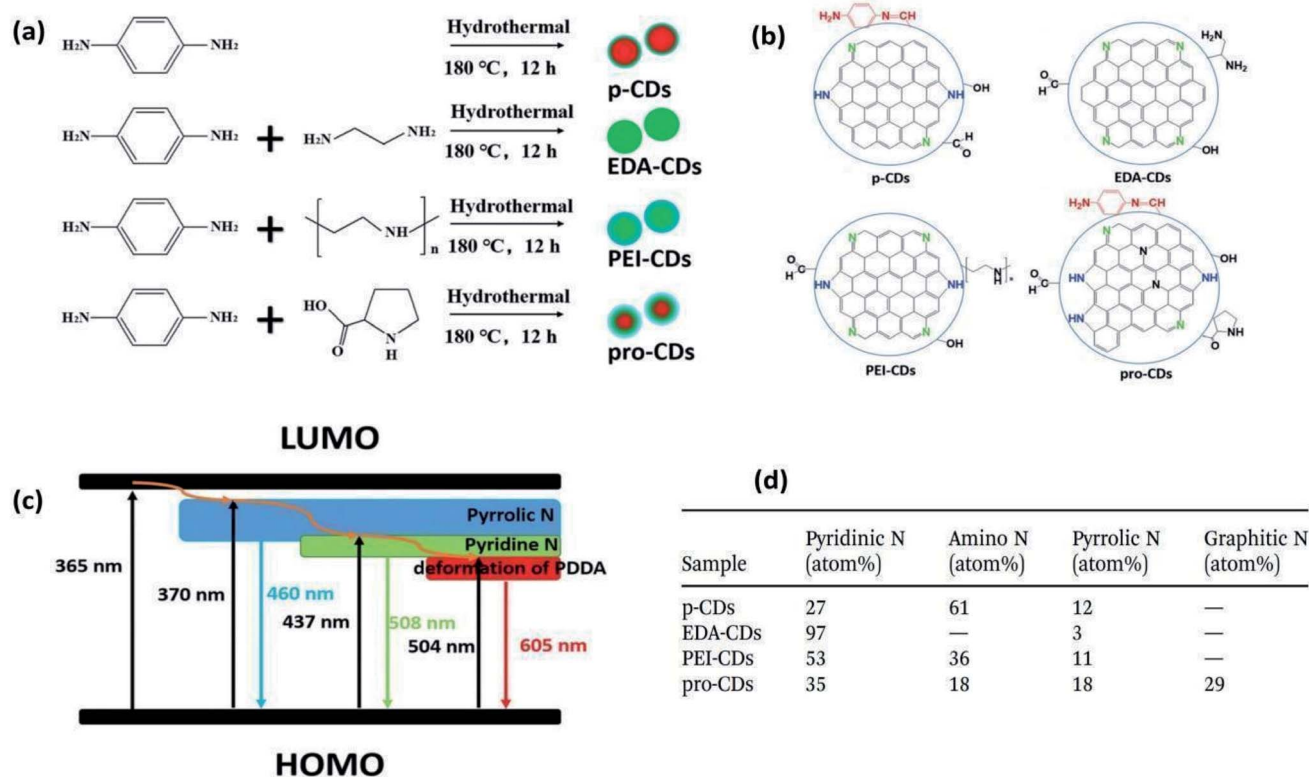 (a)
H₂N
NH₂
Hydrothermal
180 °C, 12 h
p-CDs
H₂N
NH₂
+
H₂N
NH₂
Hydrothermal
180 °C, 12 h
EDA-CDs
H₂N
NH₂
+
NH
n
Hydrothermal
180 °C, 12 h
PEI-CDs
H₂N
NH₂
+
HO
O
N
H
Hydrothermal
180 °C, 12 h
pro-CDs
(b)
H₂N
N=CH
N
N
HN
NH
OH
N
C
H
O
p-CDs
N
N
H₂N
NH₂
O
H
C
N
N
OH
EDA-CDs
O
H
C
N
N
HN
NH
N
H
N
N
OH
PEI-CDs
H₂N
N=CH
N
OH
O
H
C
HN
N
NH
HN
N
NH
O
pro-CDs
(c)
LUMO
Pyrrolic N
Pyridine N
deformation of PDDA
365 nm
370 nm
460 nm
437 nm
508 nm
504 nm
605 nm
HOMO
(d)
Sample Pyridinic N (atom%) Amino N (atom%) Pyrrolic N (atom%) Graphitic N (atom%)
p-CDs 27 61 12 —
EDA-CDs 97 — 3 —
PEI-CDs 53 36 11 —
pro-CDs 35 18 18 29